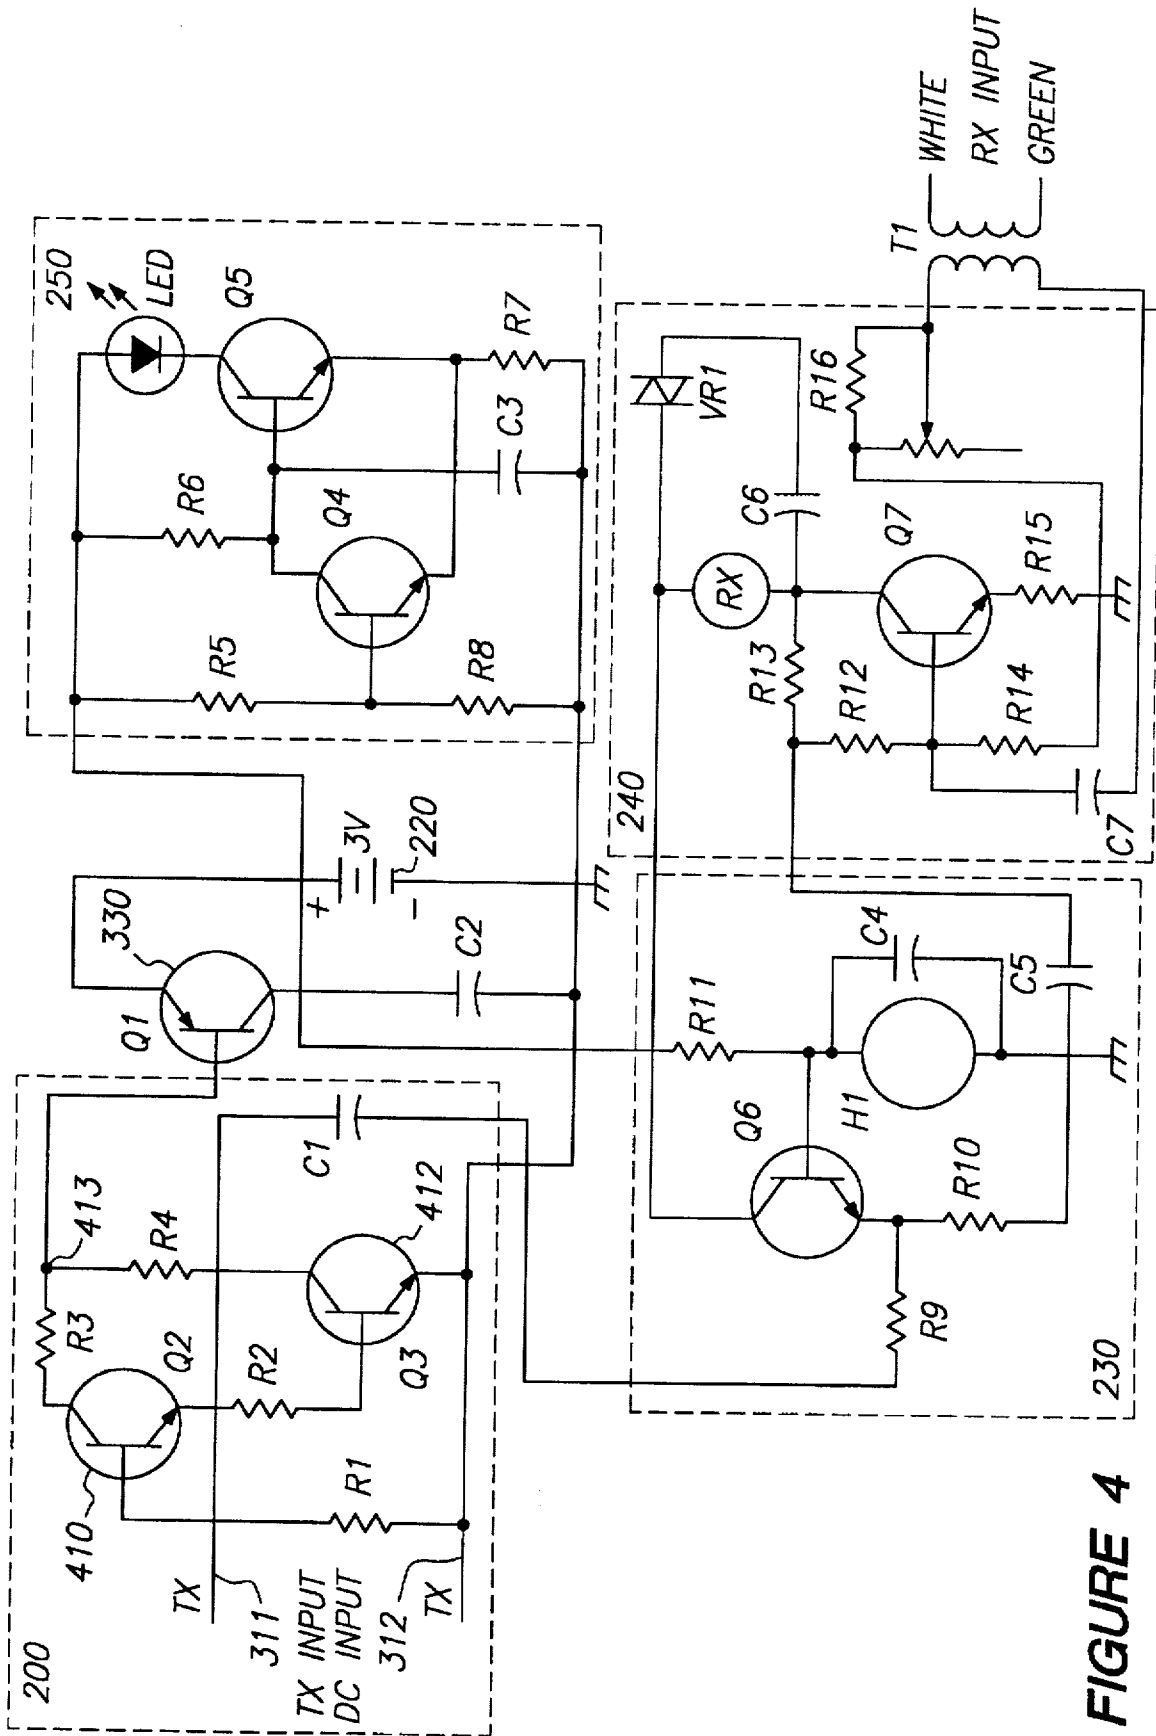 200
410
Q2
R3
413
R4
R2
Q3
412
R1
C1
TX
311
TX INPUT
DC INPUT
312
TX
Q1
330
+
3V
-
220
C2
250
LED
Q5
R6
Q4
C3
R7
R5
R8
230
Q6
R11
H1
C4
R10
C5
R9
240
VR1
RX
C6
R13
R12
Q7
R16
R14
R15
C7
T1
WHITE
RX INPUT
GREEN
FIGURE 4